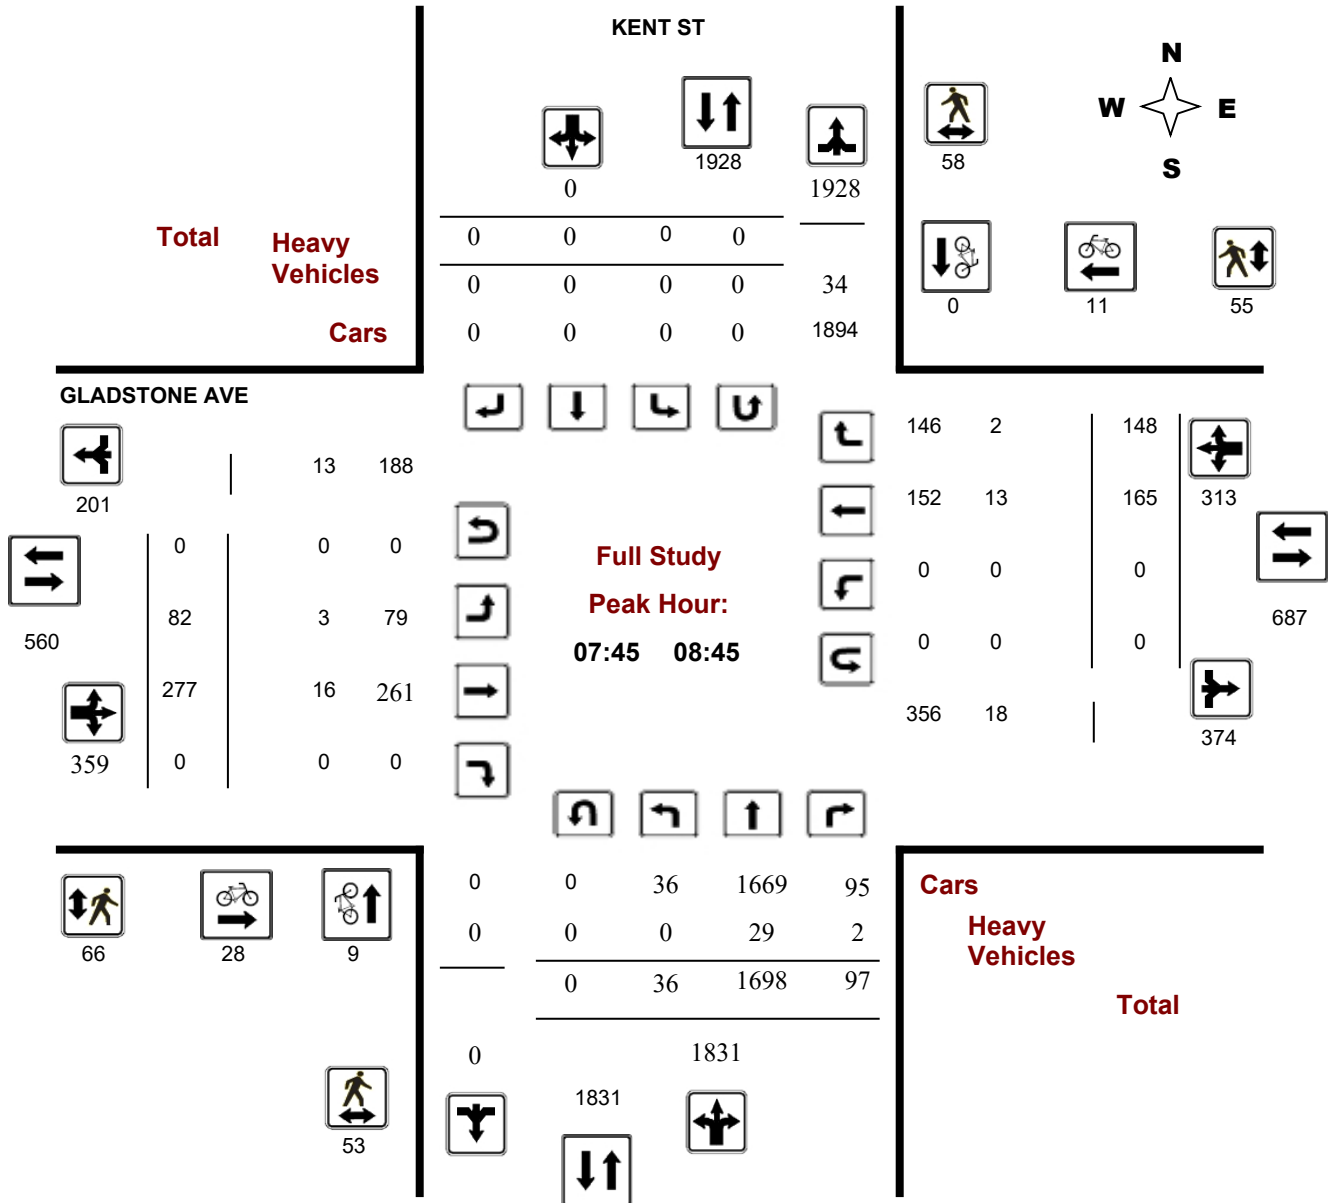 KENT ST
N
W E
S
1928
58
0 1928
Total Heavy Vehicles
0 0 0 0
0 0 0 0 34
0 11 55
Cars 0 0 0 0 1894
GLADSTONE AVE
146 2 148
13 188
201
152 13 165 313
0 0 0
Full Study
0 0 0
Peak Hour:
82 3 79
687
560
07:45 08:45
0 0 0
277 16 261
356 18
374
359 0 0 0
0 0 36 1669 95
Cars
0 0 0 29 2
Heavy Vehicles
66 28 9
0 36 1698 97
Total
0 1831
1831
53